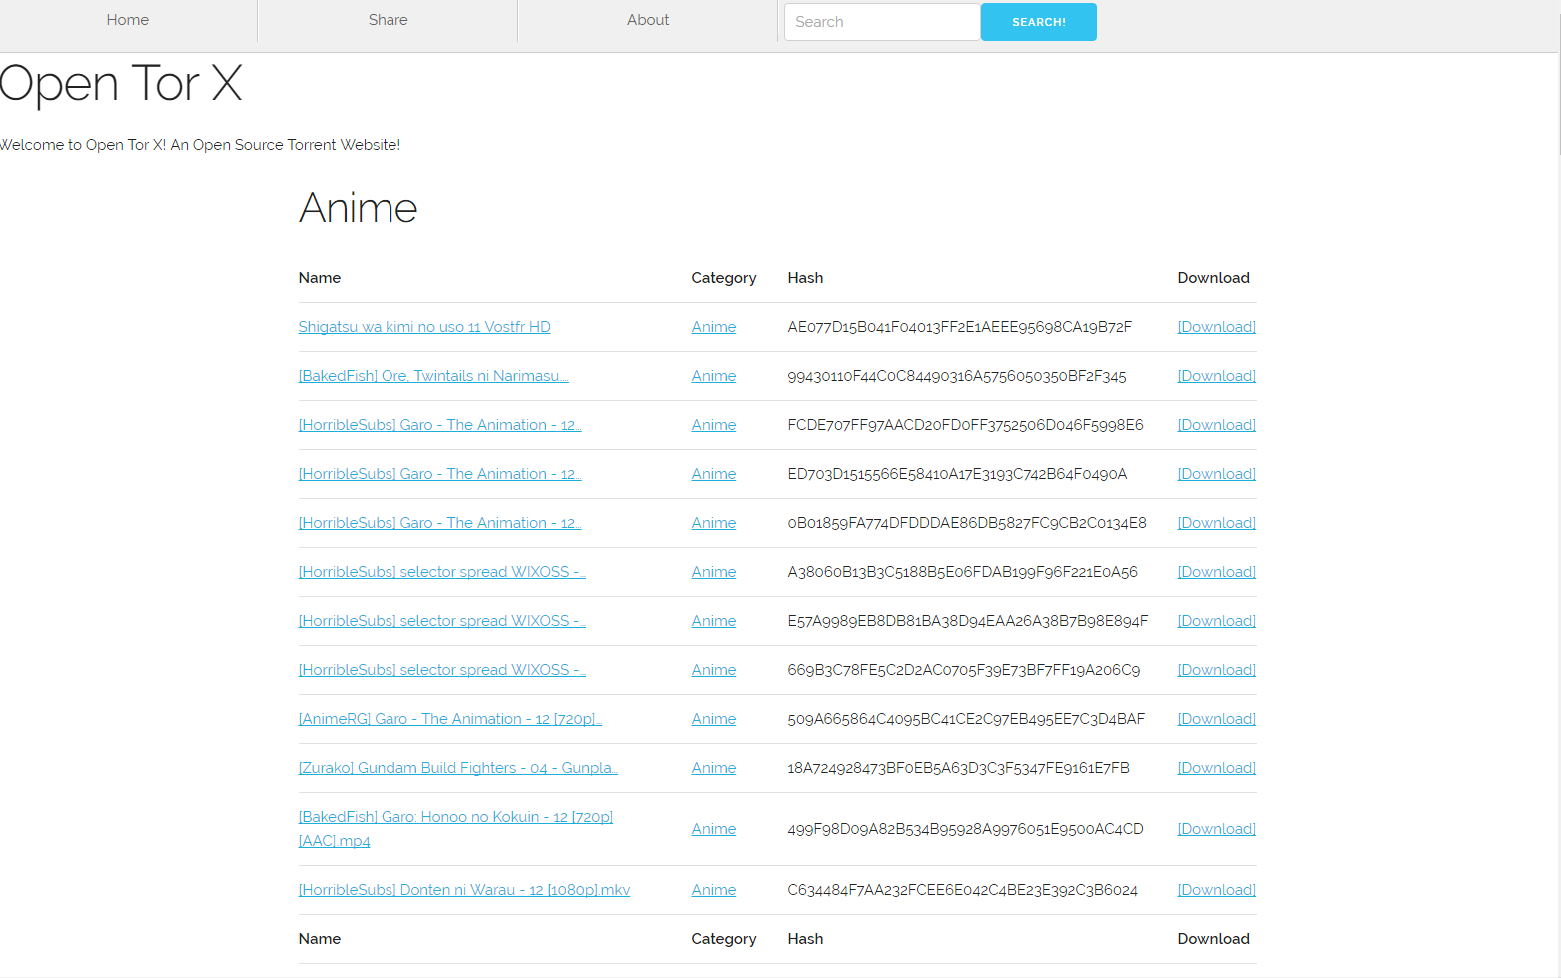 Home Share About Search SEARCH!
Open Tor X
Welcome to Open Tor X! An Open Source Torrent Website!
Anime
Name Category Hash Download
Shigatsu wa kimi no uso 11 Vostfr HD Anime AE077D15B041F04013FF2E1AEEE95698CA19B72F [Download]
[BakedFish] Ore, Twintails ni Narimasu.... Anime 99430110F44C0C84490316A5756050350BF2F345 [Download]
[HorribleSubs] Garo - The Animation - 12... Anime FCDE707FF97AACD20FD0FF3752506D046F5998E6 [Download]
[HorribleSubs] Garo - The Animation - 12... Anime ED703D1515566E58410A17E3193C742B64F0490A [Download]
[HorribleSubs] Garo - The Animation - 12... Anime 0B01859FA774DFDDDAE86DB5827FC9CB2C0134E8 [Download]
[HorribleSubs] selector spread WIXOSS -... Anime A38060B13B3C5188B5E06FDAB199F96F221E0A56 [Download]
[HorribleSubs] selector spread WIXOSS -... Anime E57A9989EB8DB81BA38D94EAA26A38B7B98E894F [Download]
[HorribleSubs] selector spread WIXOSS -... Anime 669B3C78FE5C2D2AC0705F39E73BF7FF19A206C9 [Download]
[AnimeRG] Garo - The Animation - 12 [720p]... Anime 509A665864C4095BC41CE2C97EB495EE7C3D4BAF [Download]
[Zurako] Gundam Build Fighters - 04 - Gunpla... Anime 18A724928473BF0EB5A63D3C3F5347FE9161E7FB [Download]
[BakedFish] Garo: Honoo no Kokuin - 12 [720p]
[AAC].mp4 Anime 499F98D09A82B534B95928A9976051E9500AC4CD [Download]
[HorribleSubs] Donten ni Warau - 12 [1080p].mkv Anime C634484F7AA232FCEE6E042C4BE23E392C3B6024 [Download]
Name Category Hash Download